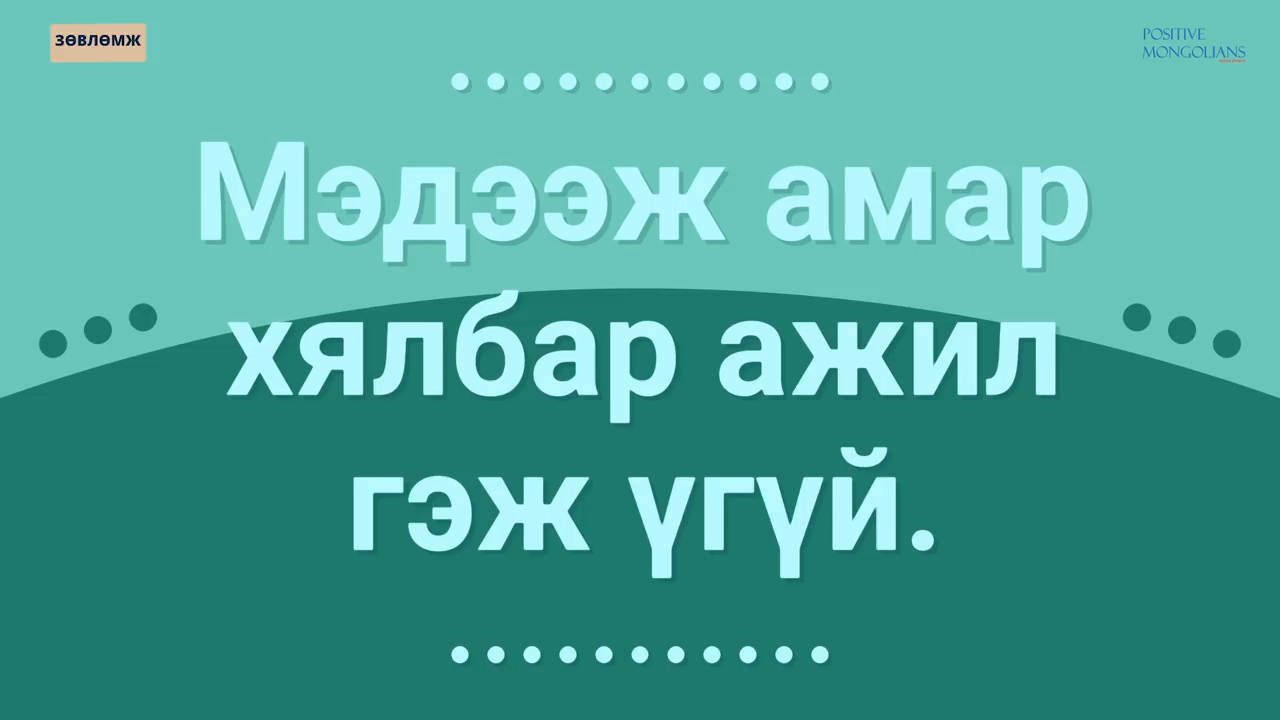 ЗӨВЛӨМЖ
POSITIVE
MONGOLIANS
Мэдээж амар
хялбар ажил
гэж үгүй.